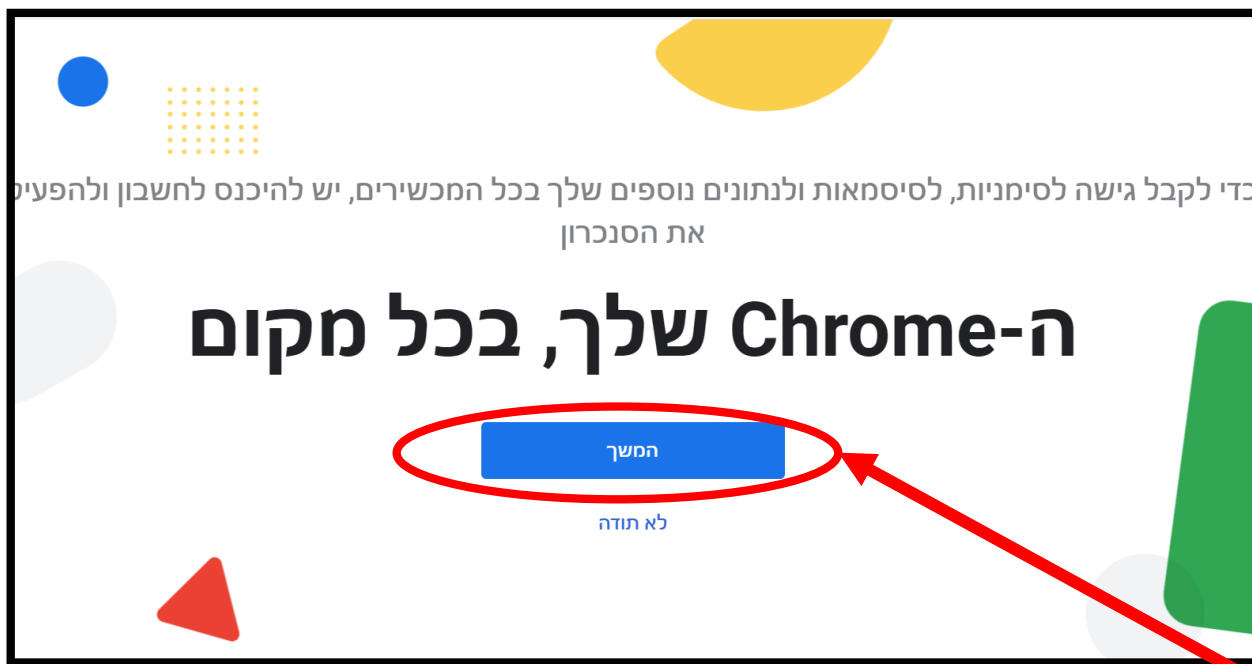 כדי לקבל גישה לסימניות, לסיסמאות ולנתונים נוספים שלך בכל המכשירים, יש להיכנס לחשבון ולהפעיל
את הסנכרון
ה-Chrome שלך, בכל מקום
המשך
לא תודה